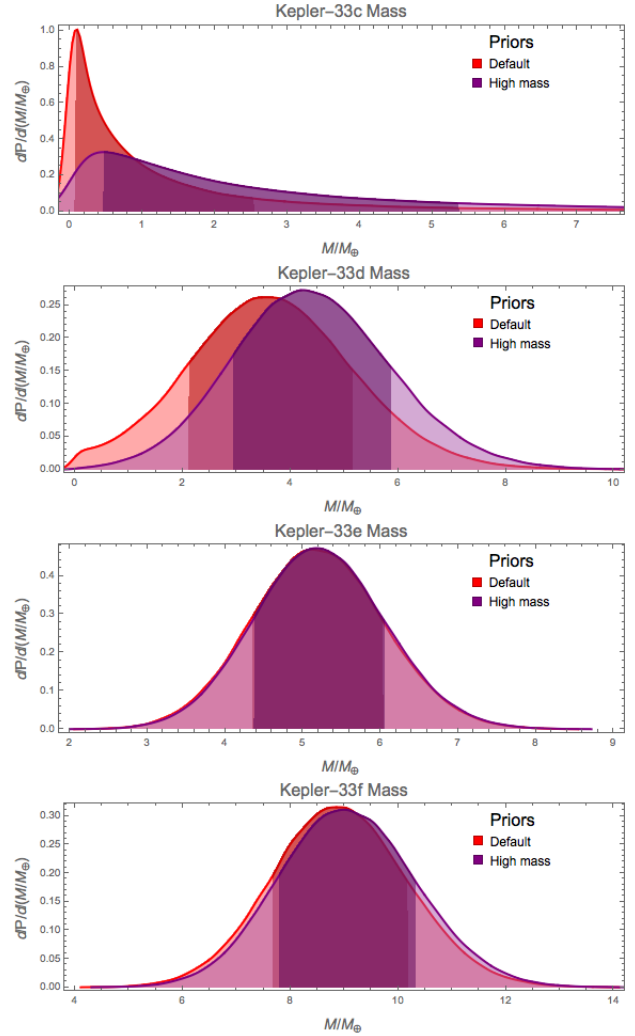 Kepler–33c Mass
1.0
0.8
0.6
0.4
0.2
0.0
dP/d(M/M⊕)
Priors
Default
High mass
0 1 2 3 4 5 6 7
M/M⊕
Kepler–33d Mass
0.25
0.20
0.15
0.10
0.05
0.00
dP/d(M/M⊕)
Priors
Default
High mass
0 2 4 6 8 10
M/M⊕
Kepler–33e Mass
0.4
0.3
0.2
0.1
0.0
dP/d(M/M⊕)
Priors
Default
High mass
2 3 4 5 6 7 8 9
M/M⊕
Kepler–33f Mass
0.30
0.25
0.20
0.15
0.10
0.05
0.00
dP/d(M/M⊕)
Priors
Default
High mass
4 6 8 10 12 14
M/M⊕